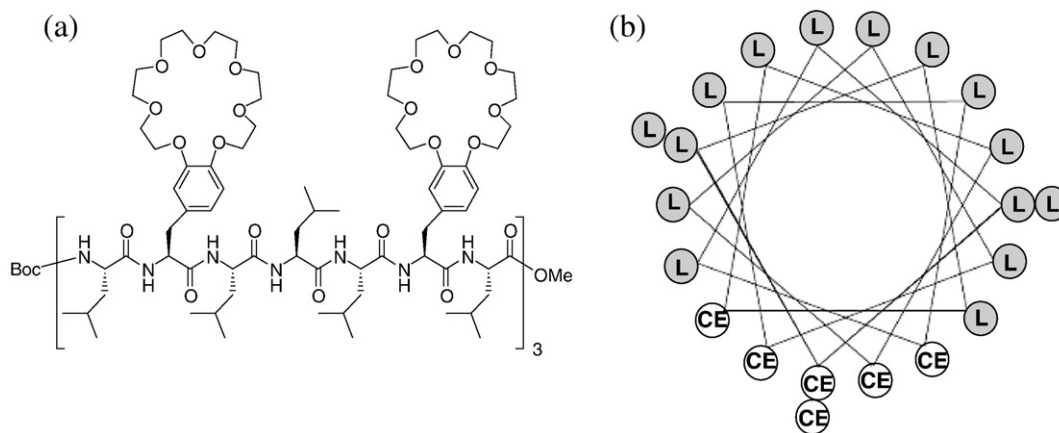 (a)
O
O O
O O
O O
O
O O
O O
O O
H
N O H
N O H
N O H
N O
Boc N
H N
H N
H OMe
O O O
3
(b)
L L
L L
L L
L L L
L L L
L L
CE L
CE CE
CE CE
CE